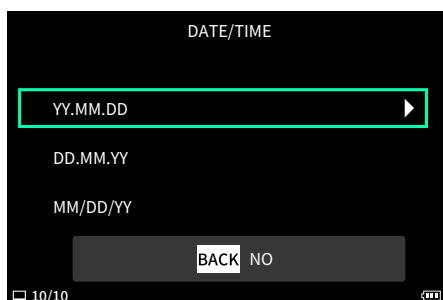 DATE/TIME
YY.MM.DD
DD.MM.YY
MM/DD/YY
BACK NO
10/10